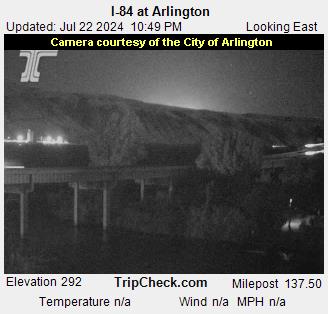 I-84 at Arlington
Updated: Jul 22 2024 10:49 PM Looking East
Camera courtesy of the City of Arlington
Elevation 292 TripCheck.com Milepost 137.50
Temperature n/a Wind n/a MPH n/a